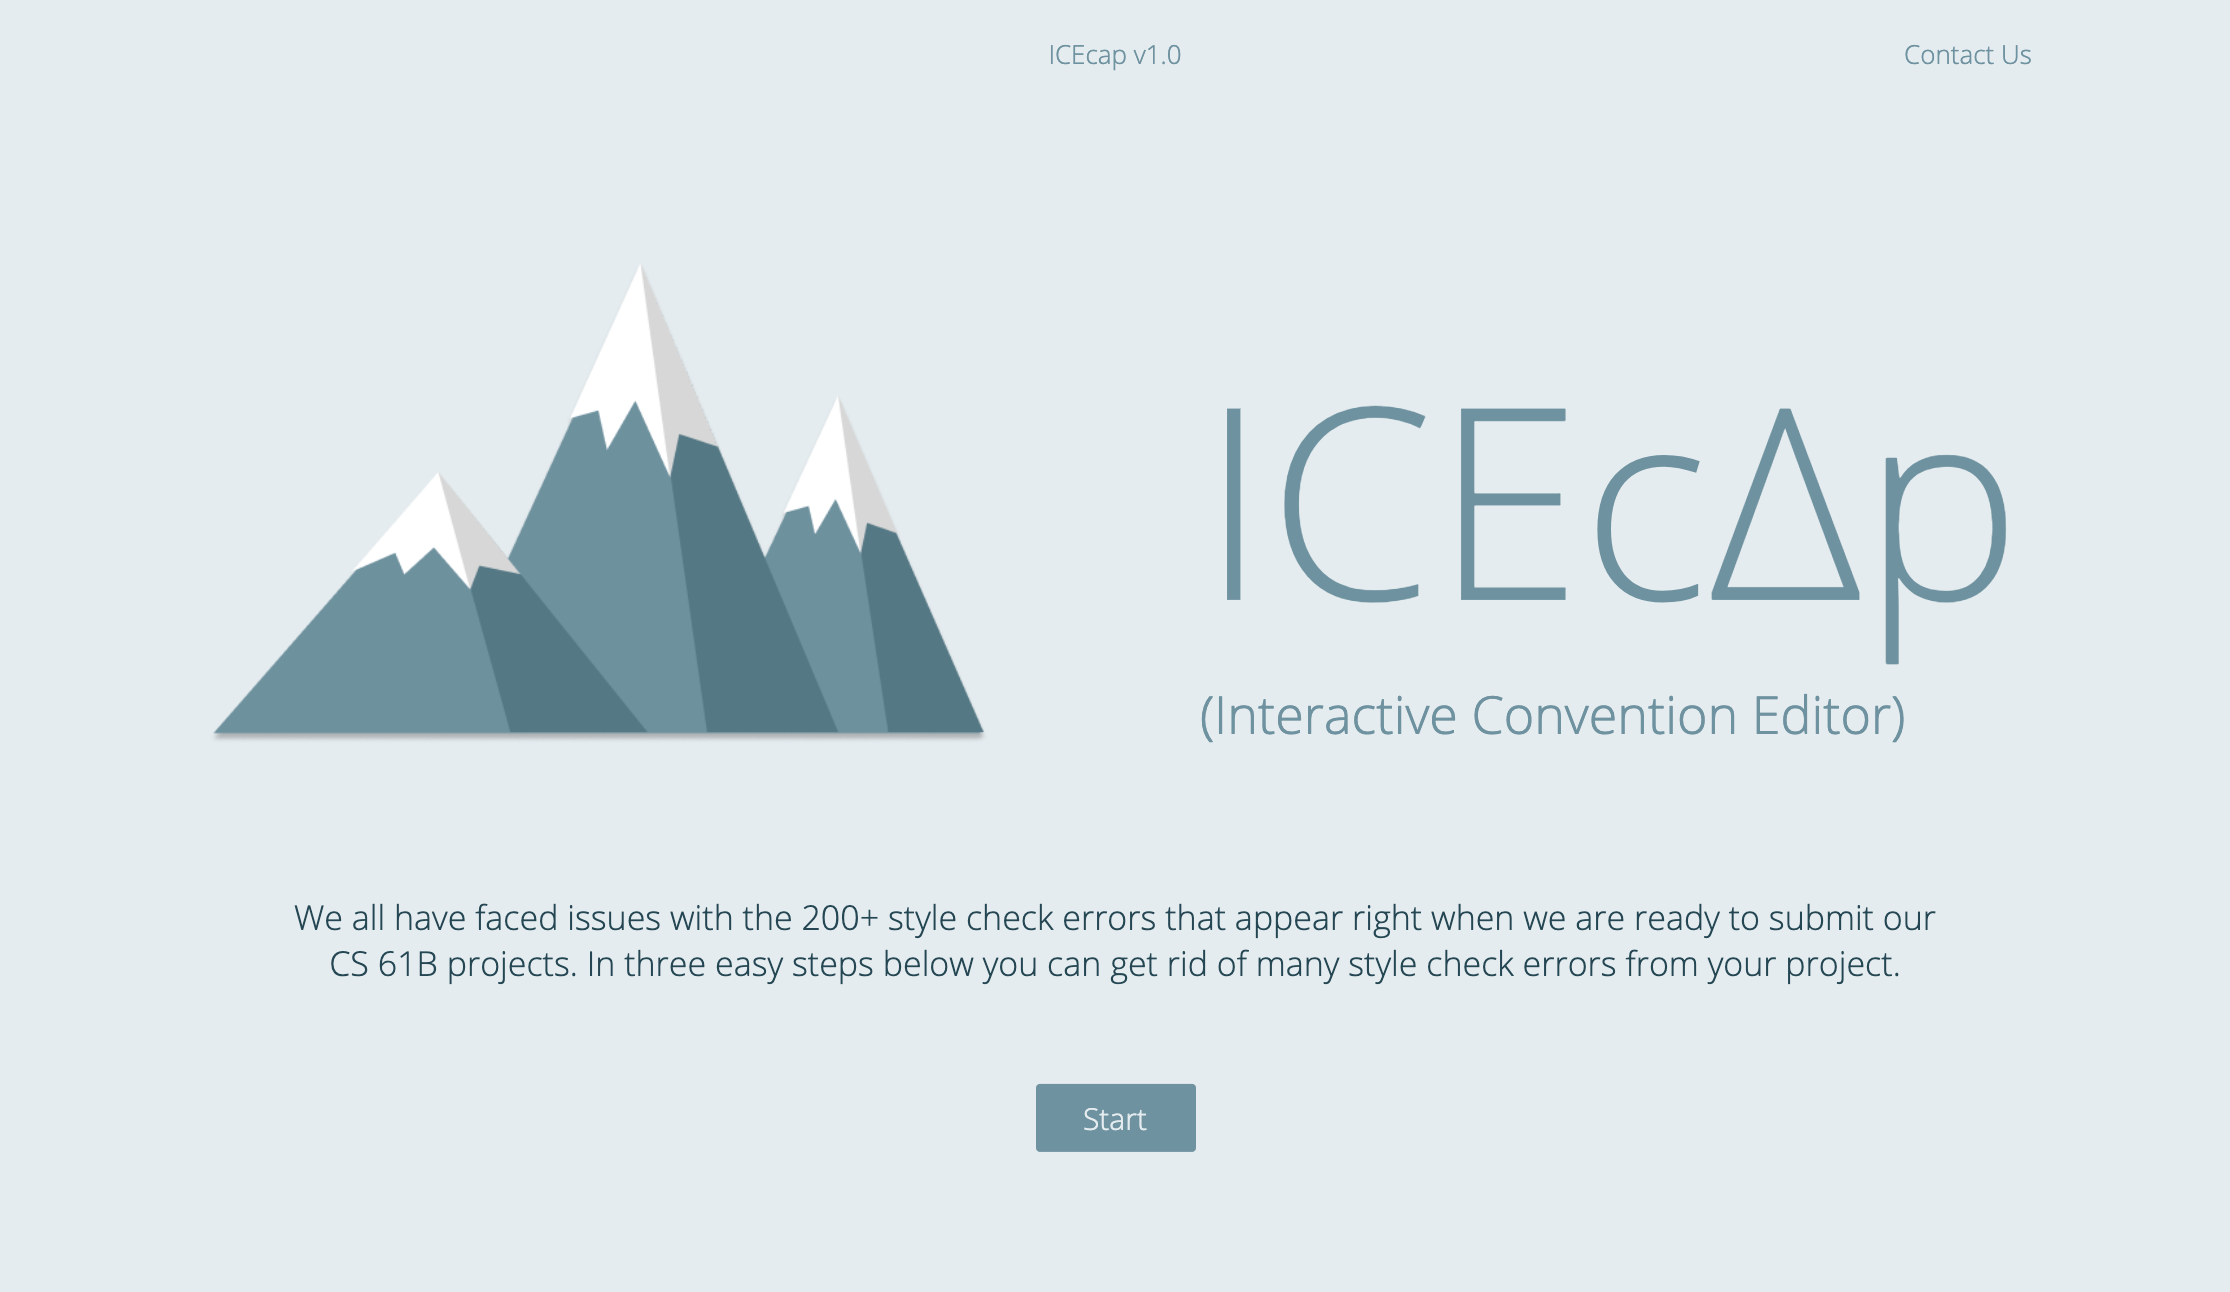 ICEcap v1.0
Contact Us
ICEcΔp
(Interactive Convention Editor)
We all have faced issues with the 200+ style check errors that appear right when we are ready to submit our
CS 61B projects. In three easy steps below you can get rid of many style check errors from your project.
Start